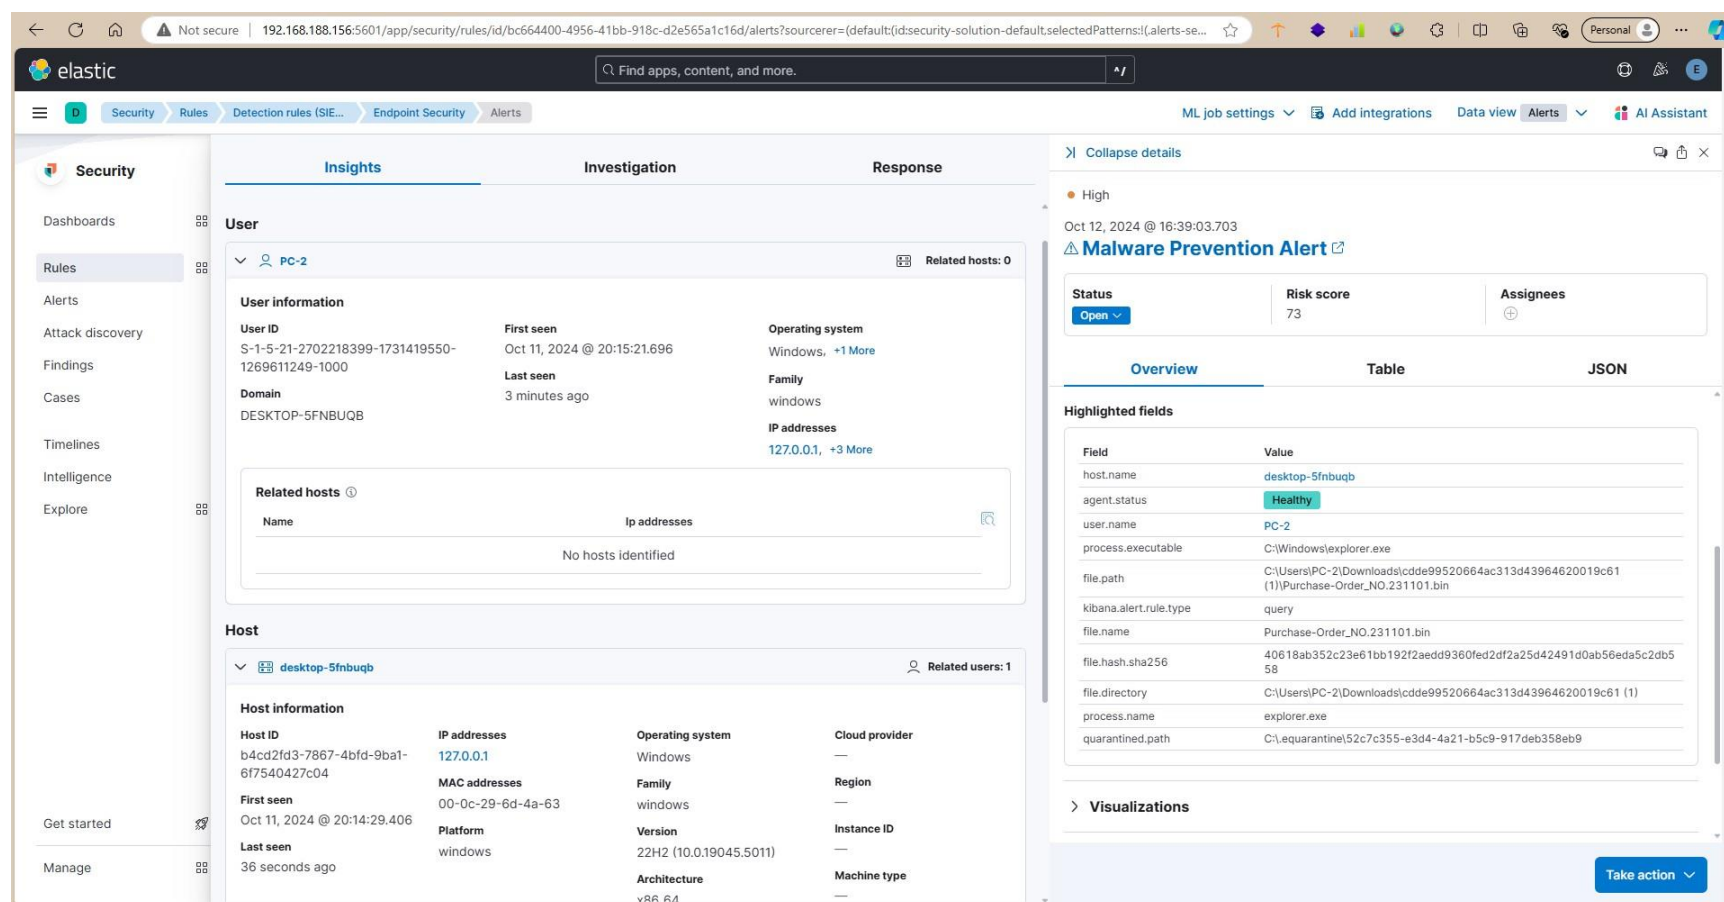 Not secure | 192.168.188.156:5601/app/security/rules/id/bc664400-4956-41bb-918c-d2e565a1c16d/alerts?sourcerer=(default:(id:security-solution-default,selectedPatterns:!(.alerts-se...
Personal
elastic
Find apps, content, and more.
^/
E
D
Security
Rules
Detection rules (SIE...
Endpoint Security
Alerts
ML job settings
Add integrations
Data view
Alerts
AI Assistant
Security
Dashboards
Rules
Alerts
Attack discovery
Findings
Cases
Timelines
Intelligence
Explore
Get started
Manage
Insights
Investigation
Response
User
PC-2
Related hosts: 0
User information
User ID
S-1-5-21-2702218399-1731419550-
1269611249-1000
Domain
DESKTOP-5FNBUQB
First seen
Oct 11, 2024 @ 20:15:21.696
Last seen
3 minutes ago
Operating system
Windows, +1 More
Family
windows
IP addresses
127.0.0.1, +3 More
Related hosts
Name
Ip addresses
No hosts identified
Host
desktop-5fnbuqb
Related users: 1
Host information
Host ID
b4cd2fd3-7867-4bfd-9ba1-
6f7540427c04
First seen
Oct 11, 2024 @ 20:14:29.406
Last seen
36 seconds ago
IP addresses
127.0.0.1
MAC addresses
00-0c-29-6d-4a-63
Platform
windows
Operating system
Windows
Family
windows
Version
22H2 (10.0.19045.5011)
Architecture
x86_64
Cloud provider
—
Region
—
Instance ID
—
Machine type
—
Collapse details
High
Oct 12, 2024 @ 16:39:03.703
Malware Prevention Alert
Status
Open
Risk score
73
Assignees
Overview
Table
JSON
Highlighted fields
Field Value
host.name desktop-5fnbuqb
agent.status Healthy
user.name PC-2
process.executable C:\Windows\explorer.exe
file.path C:\Users\PC-2\Downloads\cdde99520664ac313d43964620019c61
(1)\Purchase-Order_NO.231101.bin
kibana.alert.rule.type query
file.name Purchase-Order_NO.231101.bin
file.hash.sha256 40618ab352c23e61bb192f2aedd9360fed2df2a25d42491d0ab56eda5c2db5
58
file.directory C:\Users\PC-2\Downloads\cdde99520664ac313d43964620019c61 (1)
process.name explorer.exe
quarantined.path C:\.equarantine\52c7c355-e3d4-4a21-b5c9-917deb358eb9
Visualizations
Take action